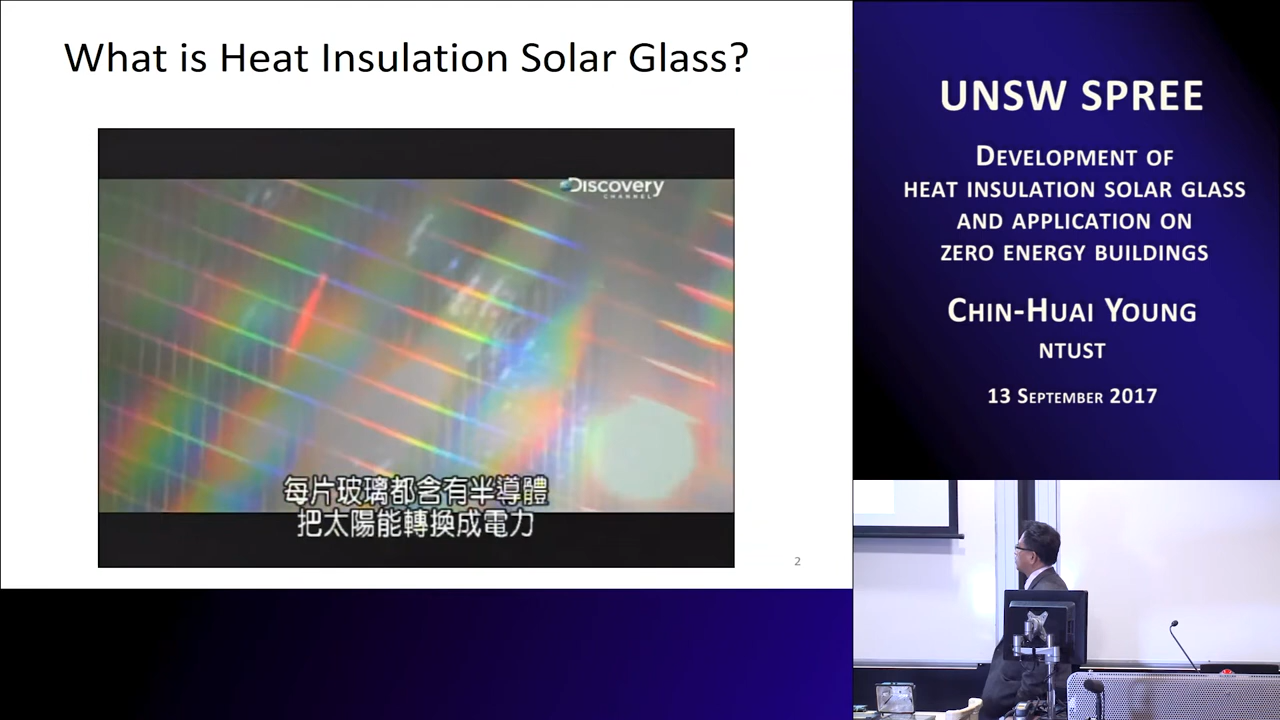 What is Heat Insulation Solar Glass?
Discovery
CHANNEL
每片玻璃都含有半導體
把太陽能轉換成電力
2
UNSW SPREE
DEVELOPMENT OF
HEAT INSULATION SOLAR GLASS
AND APPLICATION ON
ZERO ENERGY BUILDINGS
CHIN-HUAI YOUNG
NTUST
13 SEPTEMBER 2017